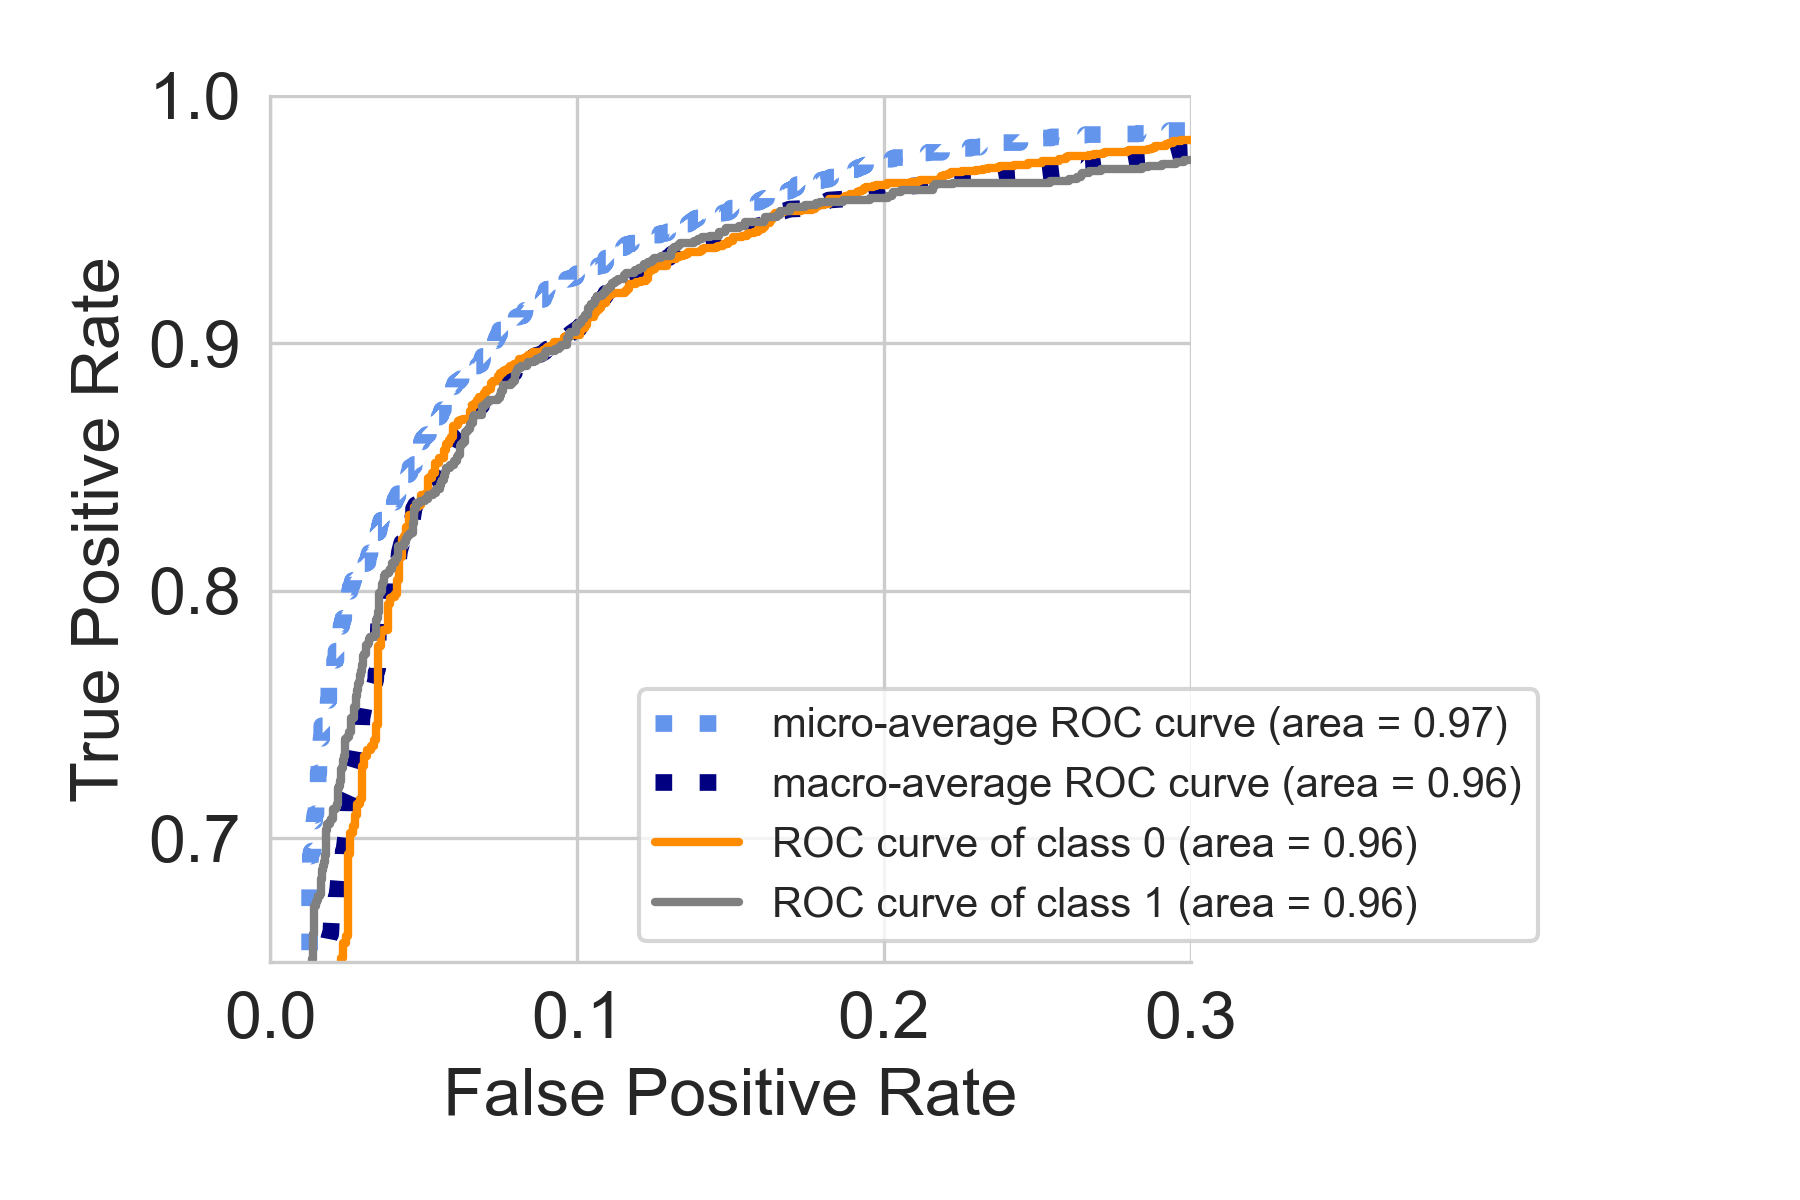 1.0
0.9
0.8
0.7
True Positive Rate
micro-average ROC curve (area = 0.97)
macro-average ROC curve (area = 0.96)
ROC curve of class 0 (area = 0.96)
ROC curve of class 1 (area = 0.96)
0.0 0.1 0.2 0.3
False Positive Rate